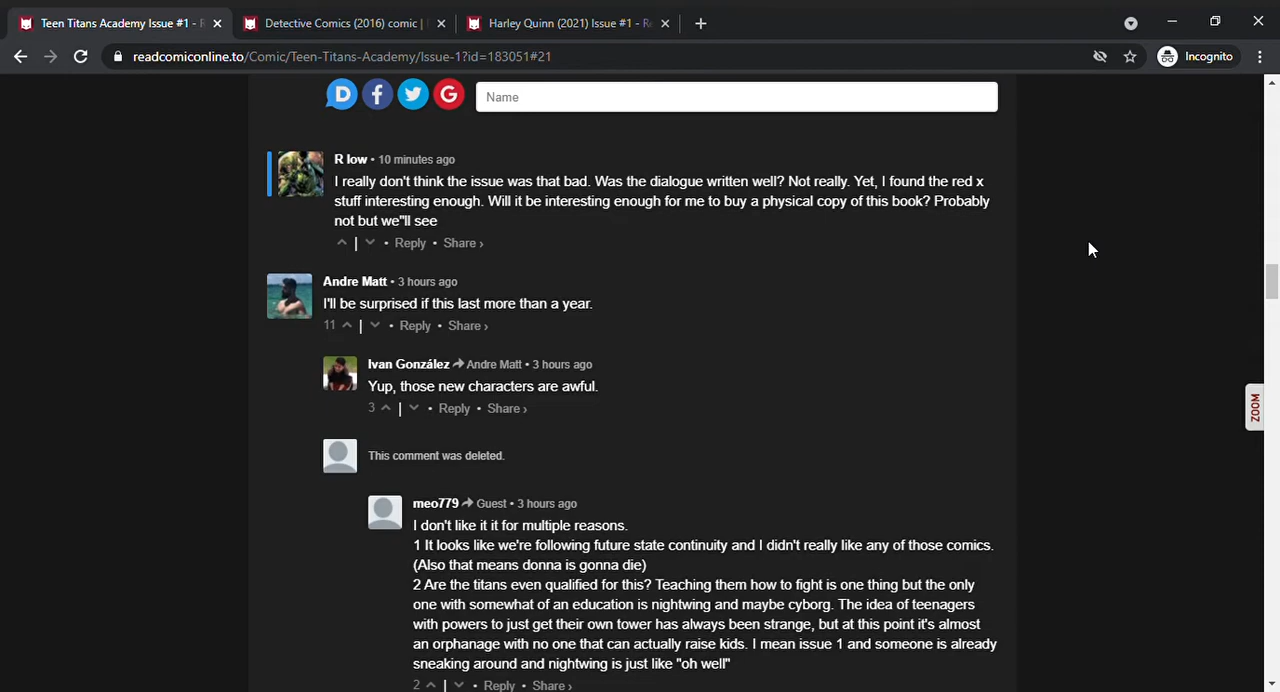 Teen Titans Academy Issue #1 - R
Detective Comics (2016) comic |
Harley Quinn (2021) Issue #1 - Re
readcomiconline.to/Comic/Teen-Titans-Academy/Issue-1?id=183051#21
Incognito
D f G
Name
R low • 10 minutes ago
I really don't think the issue was that bad. Was the dialogue written well? Not really. Yet, I found the red x
stuff interesting enough. Will it be interesting enough for me to buy a physical copy of this book? Probably
not but we"ll see
• Reply • Share ›
Andre Matt • 3 hours ago
I'll be surprised if this last more than a year.
11 • Reply • Share ›
Ivan González Andre Matt • 3 hours ago
Yup, those new characters are awful.
3 • Reply • Share ›
This comment was deleted.
meo779 Guest • 3 hours ago
I don't like it it for multiple reasons.
1 It looks like we're following future state continuity and I didn't really like any of those comics.
(Also that means donna is gonna die)
2 Are the titans even qualified for this? Teaching them how to fight is one thing but the only
one with somewhat of an education is nightwing and maybe cyborg. The idea of teenagers
with powers to just get their own tower has always been strange, but at this point it's almost
an orphanage with no one that can actually raise kids. I mean issue 1 and someone is already
sneaking around and nightwing is just like "oh well"
2 • Reply • Share ›
ZOOM